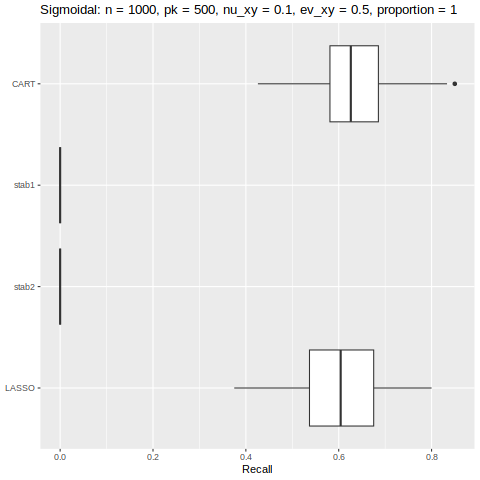 Sigmoidal: n = 1000, pk = 500, nu_xy = 0.1, ev_xy = 0.5, proportion = 1
CART
stab1
stab2
LASSO
0.0 0.2 0.4 0.6 0.8
Recall